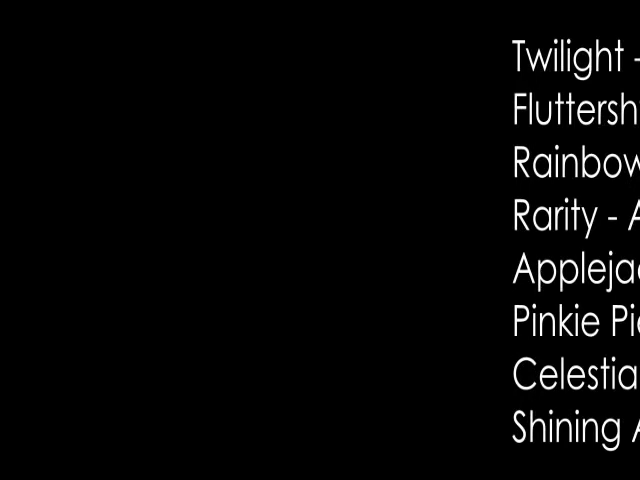 Twilight -
Fluttersh
Rainbow
Rarity - A
Appleja
Pinkie Pi
Celestia
Shining A